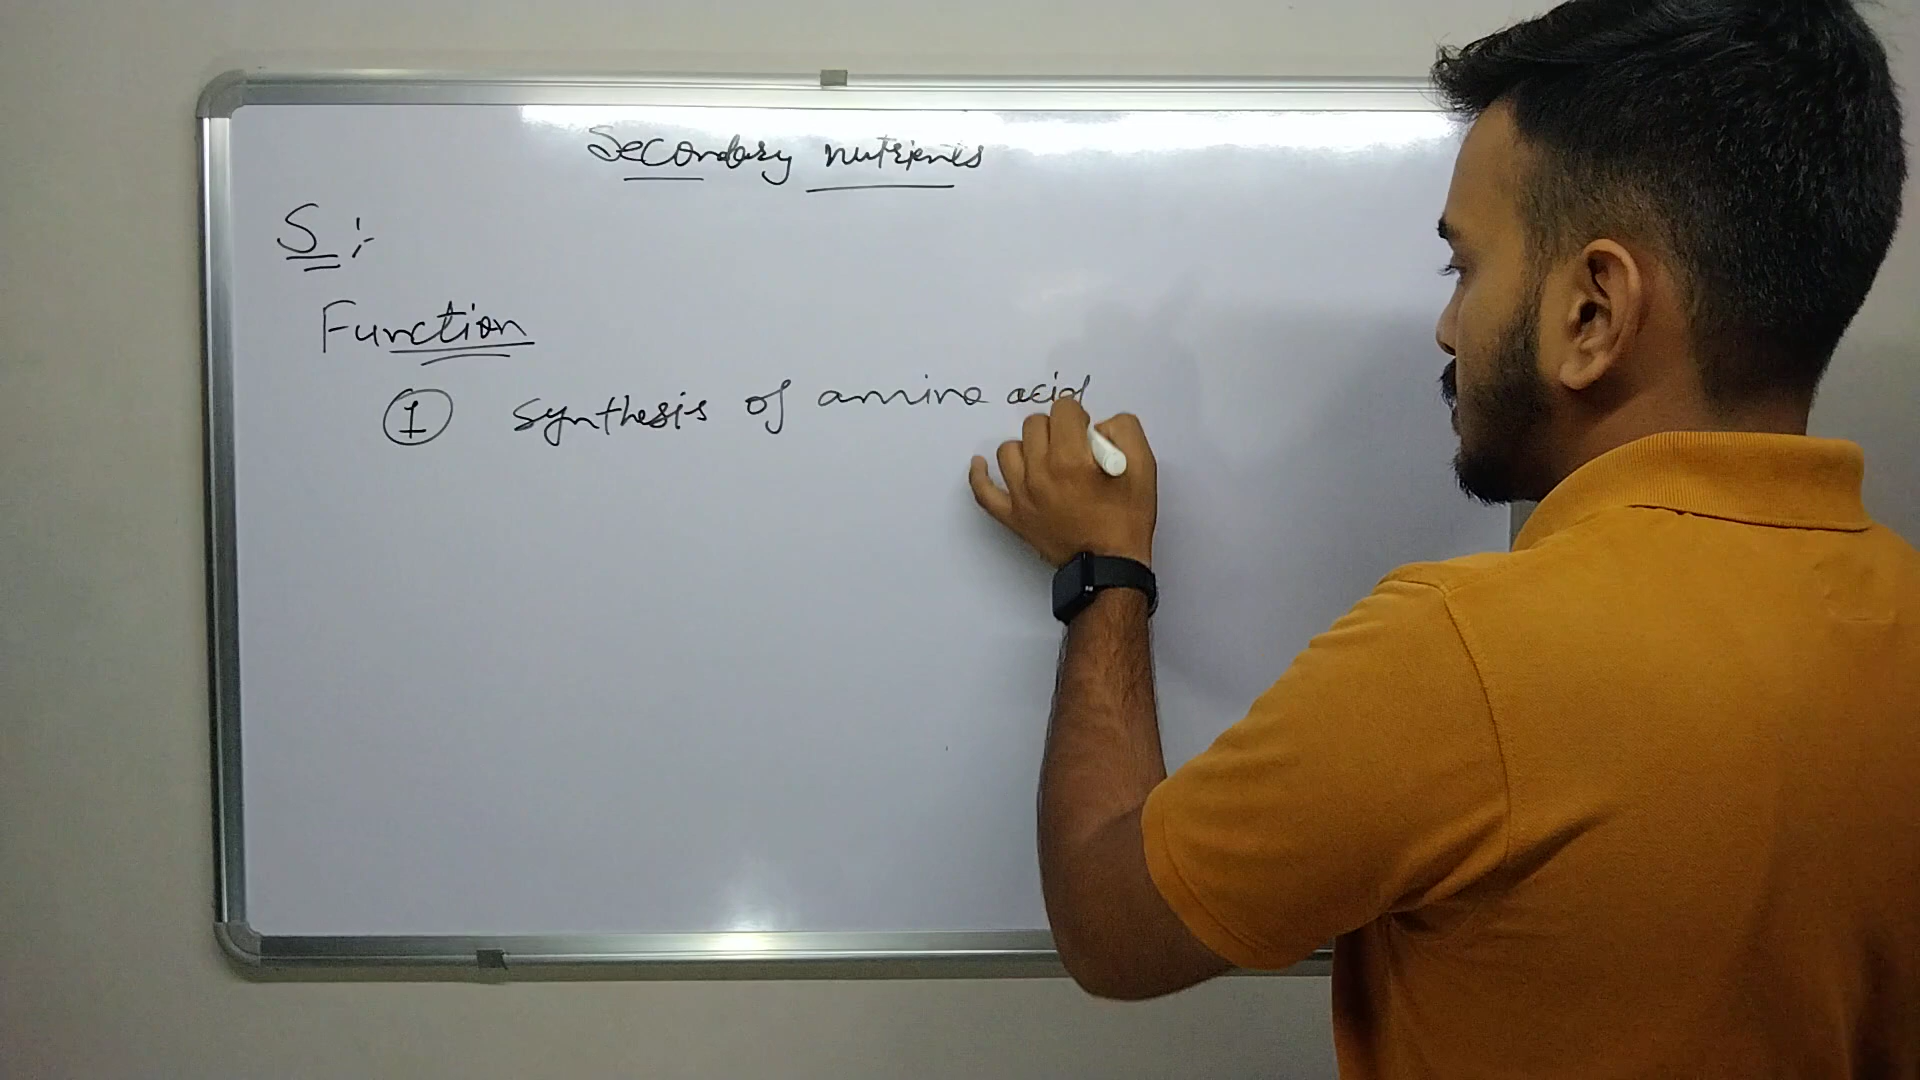 Secondary nutrients
S :-
Function
① Synthesis of amino acid